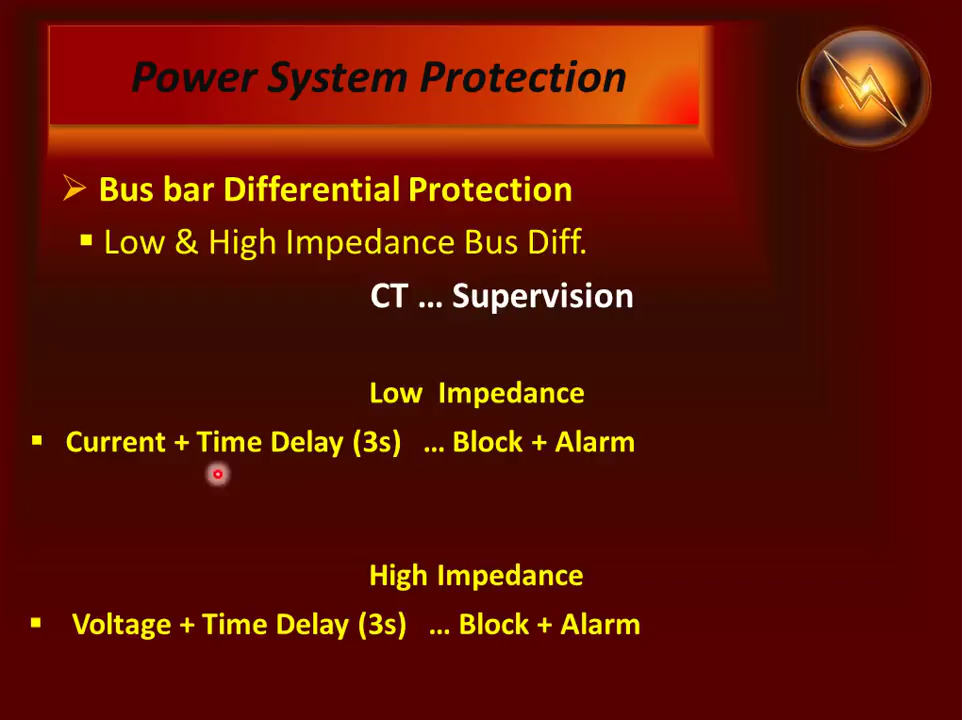 Power System Protection
Bus bar Differential Protection
Low & High Impedance Bus Diff.
CT ... Supervision
Low Impedance
Current + Time Delay (3s) ... Block + Alarm
High Impedance
Voltage + Time Delay (3s) ... Block + Alarm